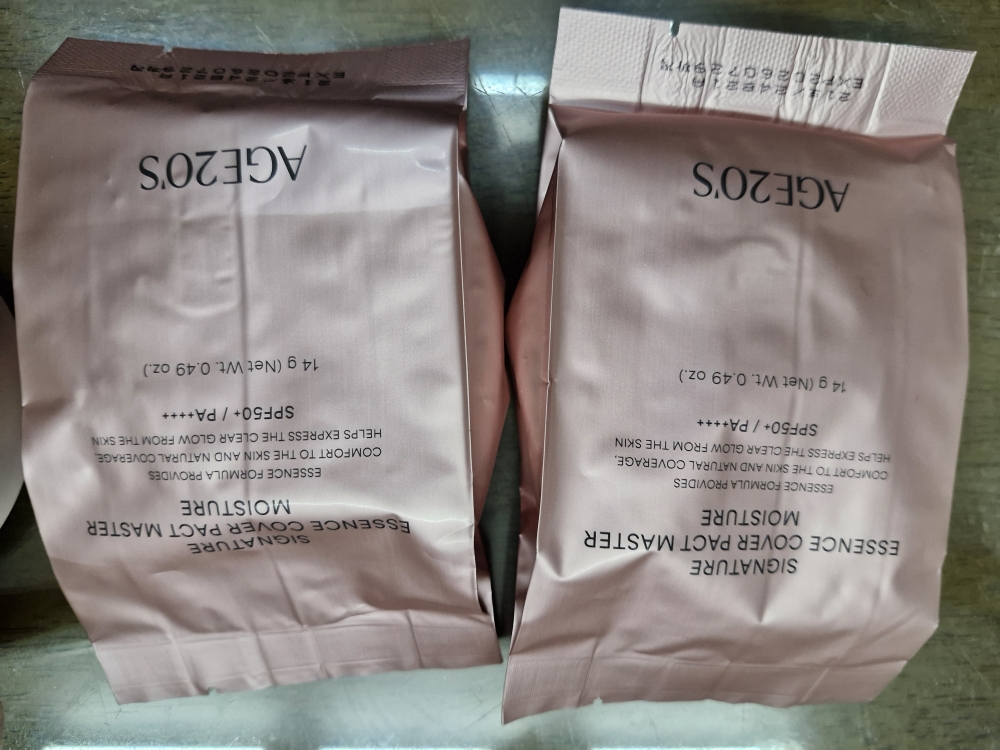 SIGNATURE
ESSENCE COVER PACT MASTER
MOISTURE
ESSENCE FORMULA PROVIDES
COMFORT TO THE SKIN AND NATURAL COVERAGE,
HELPS EXPRESS THE CLEAR GLOW FROM THE SKIN
SPF50+ / PA++++
14 g (Net Wt. 0.49 oz.)
AGE20'S
SIGNATURE
ESSENCE COVER PACT MASTER
MOISTURE
ESSENCE FORMULA PROVIDES
COMFORT TO THE SKIN AND NATURAL COVERAGE,
HELPS EXPRESS THE CLEAR GLOW FROM THE SKIN
SPF50+ / PA++++
14 g (Net Wt. 0.49 oz.)
AGE20'S